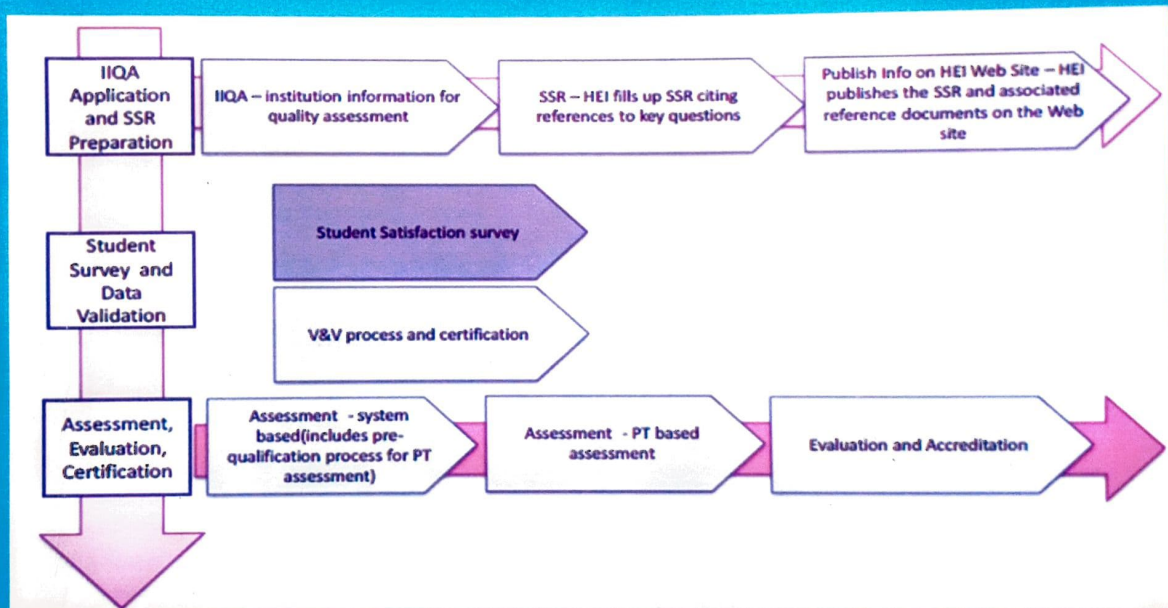 IIQA
Application
and SSR
Preparation
IIQA – institution information for
quality assessment
SSR – HEI fills up SSR citing
references to key questions
Publish Info on HEI Web Site – HEI
publishes the SSR and associated
reference documents on the Web
site
Student
Survey and
Data
Validation
Student Satisfaction survey
V&V process and certification
Assessment,
Evaluation,
Certification
Assessment - system
based(includes pre-
qualification process for PT
assessment)
Assessment - PT based
assessment
Evaluation and Accreditation